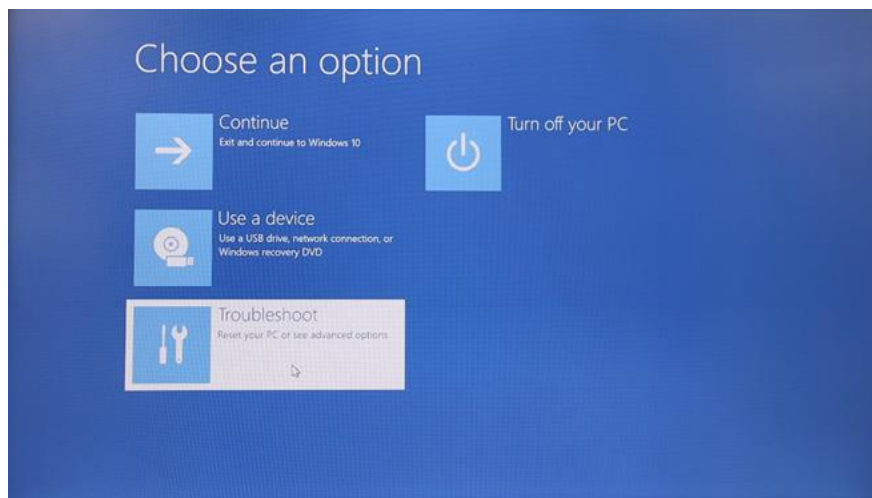 Choose an option
Continue
Exit and continue to Windows 10
Turn off your PC
Use a device
Use a USB drive, network connection, or
Windows recovery DVD
Troubleshoot
Reset your PC or see advanced options